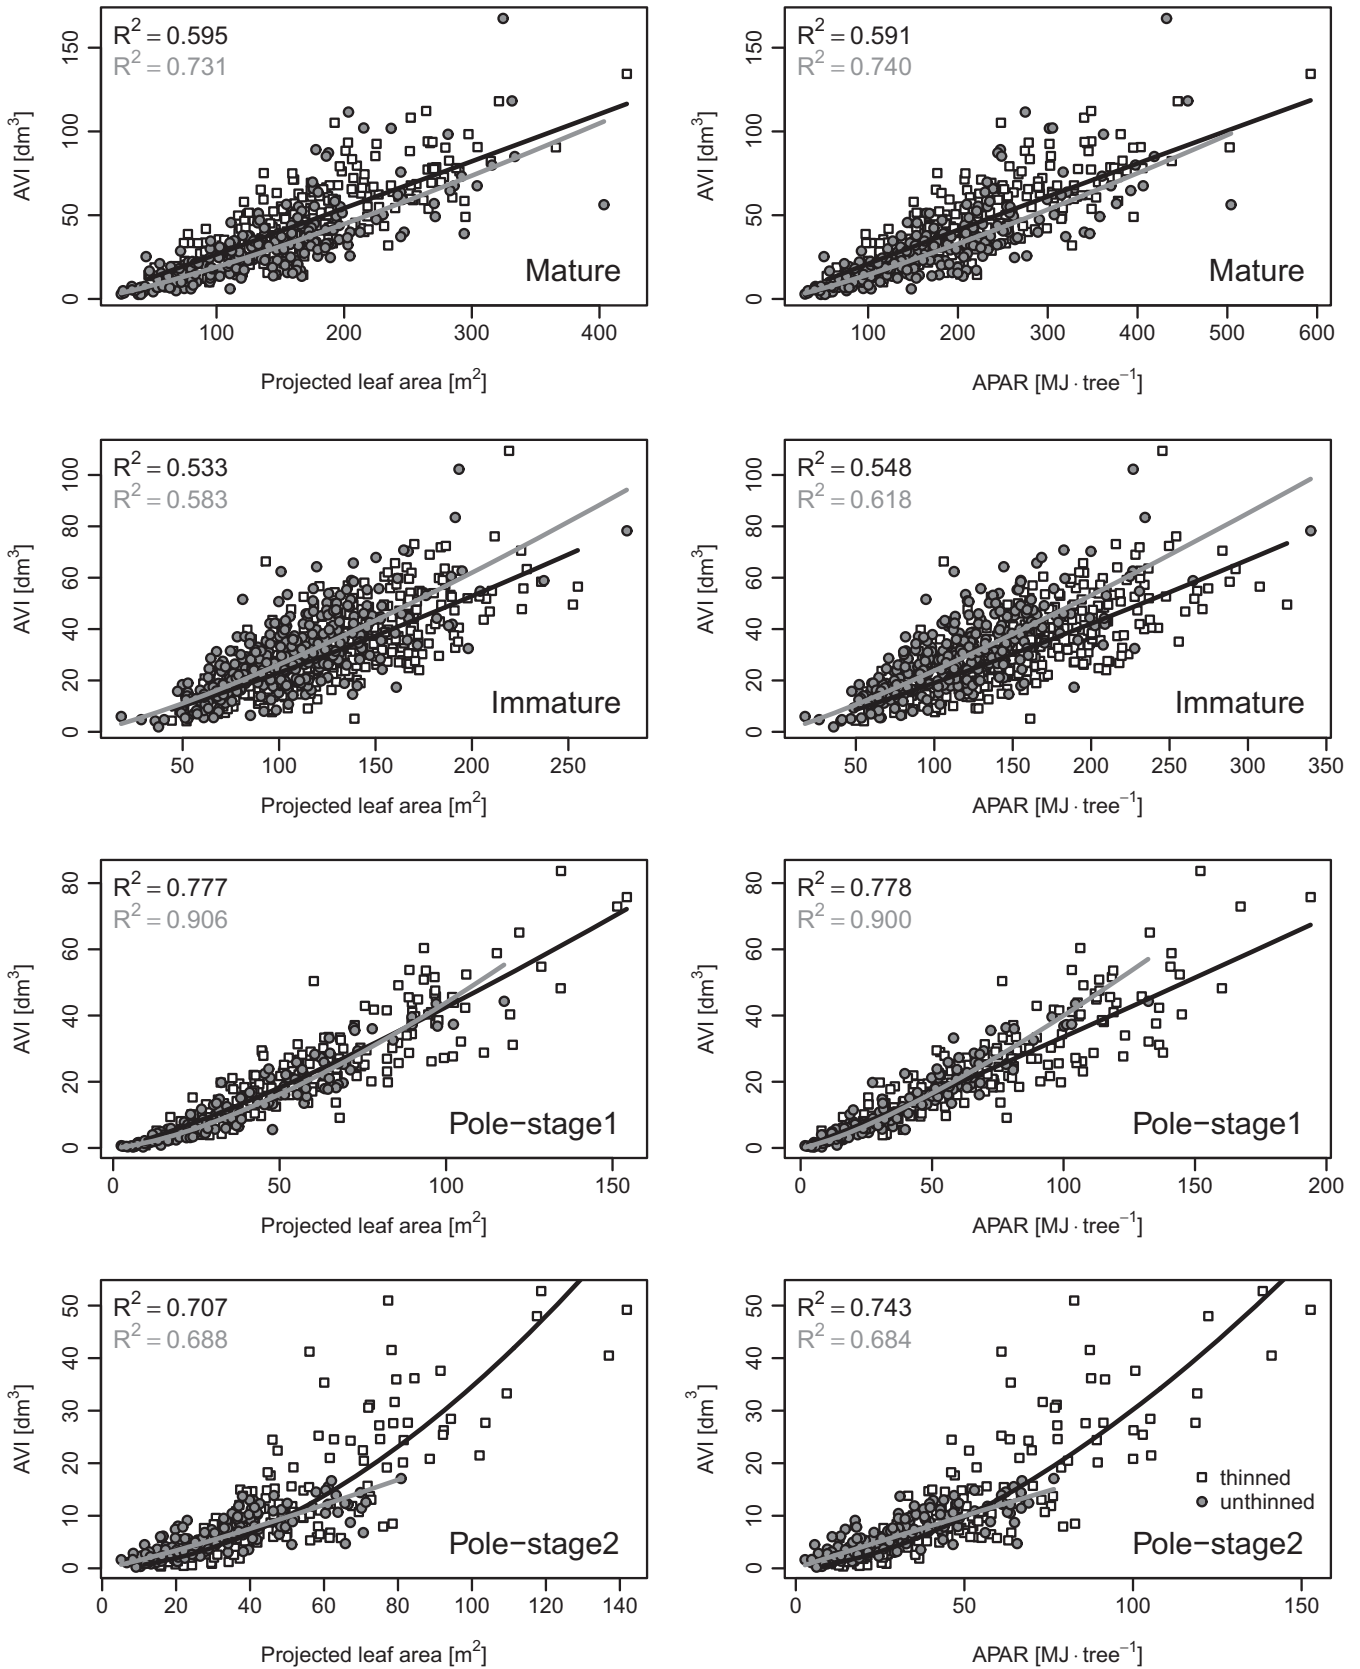 R² = 0.595
R² = 0.731
AVI [dm³]
0 50 100 150
Mature
100 200 300 400
Projected leaf area [m²]
R² = 0.591
R² = 0.740
AVI [dm³]
0 50 100 150
Mature
100 200 300 400 500 600
APAR [MJ · tree⁻¹]
R² = 0.533
R² = 0.583
AVI [dm³]
0 20 40 60 80 100
Immature
50 100 150 200 250
Projected leaf area [m²]
R² = 0.548
R² = 0.618
AVI [dm³]
0 20 40 60 80 100
Immature
50 100 150 200 250 300 350
APAR [MJ · tree⁻¹]
R² = 0.777
R² = 0.906
AVI [dm³]
0 20 40 60 80
Pole−stage1
0 50 100 150
Projected leaf area [m²]
R² = 0.778
R² = 0.900
AVI [dm³]
0 20 40 60 80
Pole−stage1
0 50 100 150 200
APAR [MJ · tree⁻¹]
R² = 0.707
R² = 0.688
AVI [dm³]
0 10 20 30 40 50
Pole−stage2
0 20 40 60 80 100 120 140
Projected leaf area [m²]
R² = 0.743
R² = 0.684
AVI [dm³]
0 10 20 30 40 50
thinned
unthinned
Pole−stage2
0 50 100 150
APAR [MJ · tree⁻¹]